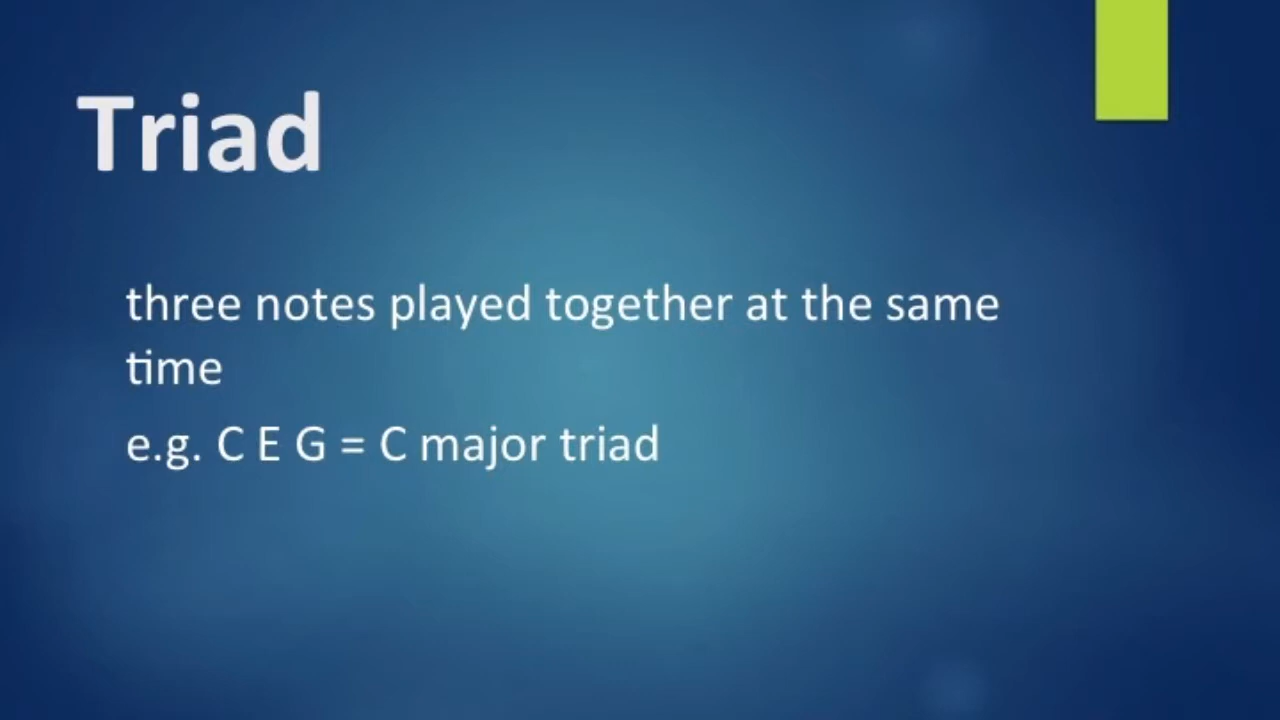 Triad
three notes played together at the same
time
e.g. C E G = C major triad